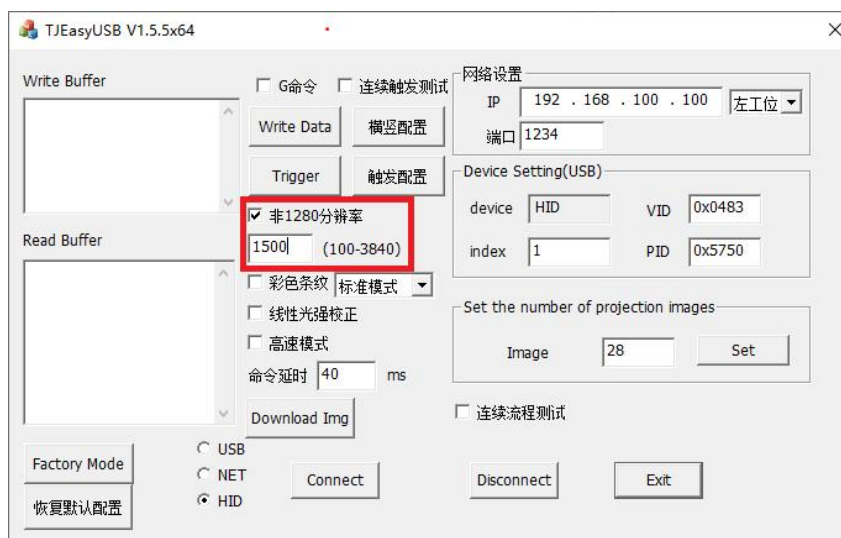 TJEasyUSB V1.5.5x64
Write Buffer
G命令
连续触发测试
Write Data
横竖配置
Trigger
触发配置
非1280分辨率
1500
(100-3840)
Read Buffer
彩色条纹
标准模式
线性光强校正
高速模式
命令延时
40
ms
Download Img
网络设置
IP
192 . 168 . 100 . 100
左工位
端口
1234
Device Setting(USB)
device
HID
VID
0x0483
index
1
PID
0x5750
Set the number of projection images
Image
28
Set
连续流程测试
Factory Mode
恢复默认配置
USB
NET
HID
Connect
Disconnect
Exit